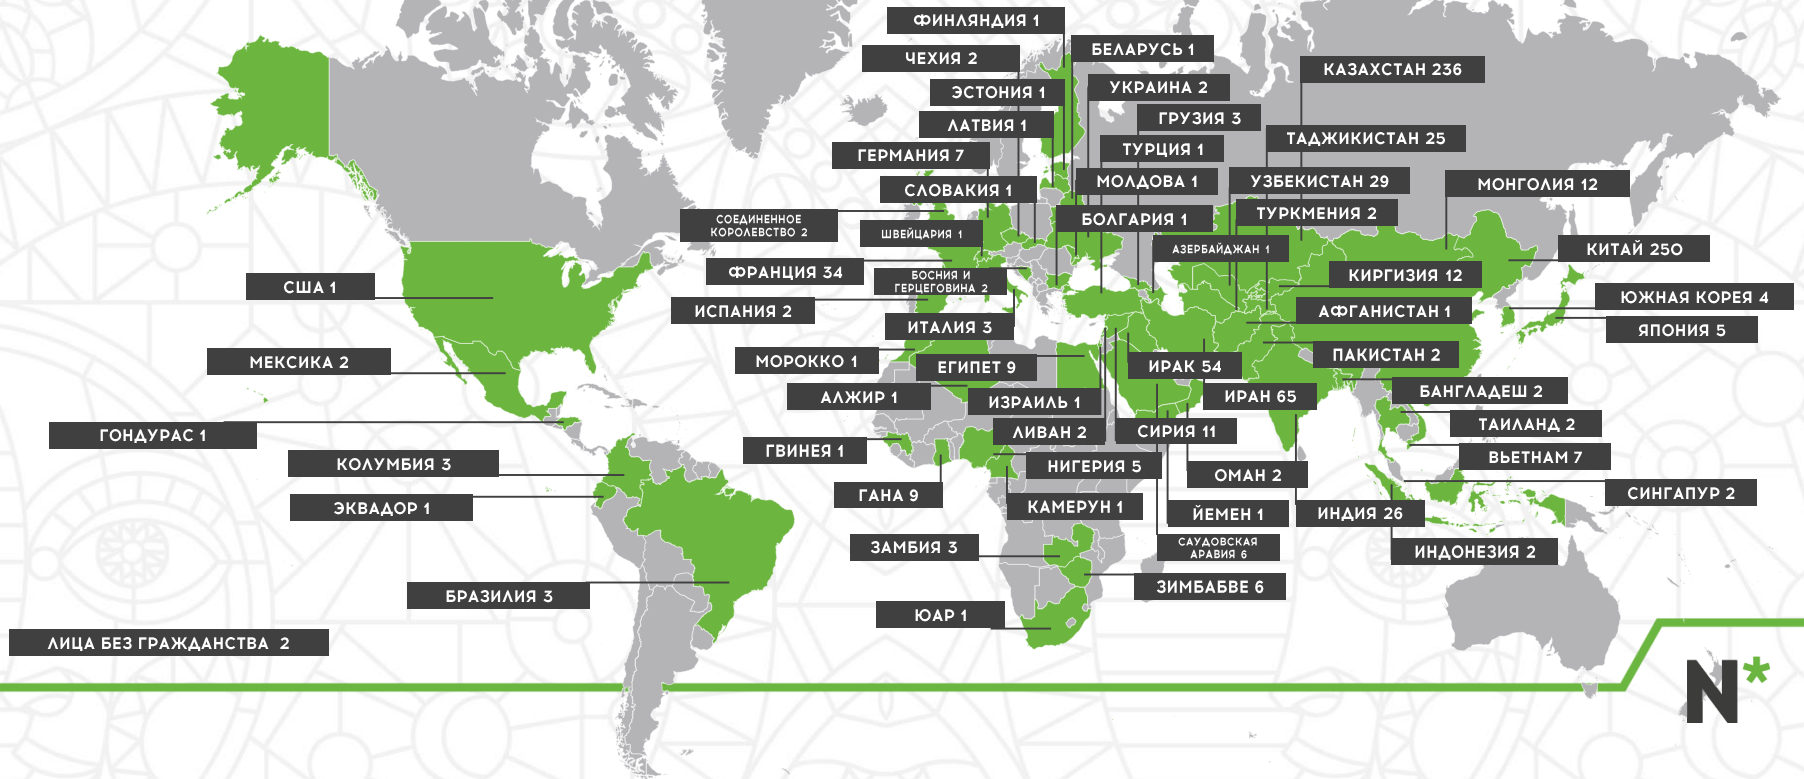 ФИНЛЯНДИЯ 1
ЧЕХИЯ 2
БЕЛАРУСЬ 1
КАЗАХСТАН 236
ЭСТОНИЯ 1
УКРАИНА 2
ЛАТВИЯ 1
ГРУЗИЯ 3
ТАДЖИКИСТАН 25
ГЕРМАНИЯ 7
ТУРЦИЯ 1
СЛОВАКИЯ 1
МОЛДОВА 1
УЗБЕКИСТАН 29
МОНГОЛИЯ 12
СОЕДИНЕННОЕ
КОРОЛЕВСТВО 2
БОЛГАРИЯ 1
ТУРКМЕНИЯ 2
ШВЕЙЦАРИЯ 1
АЗЕРБАЙДЖАН 1
КИТАЙ 250
ФРАНЦИЯ 34
БОСНИЯ И
ГЕРЦЕГОВИНА 2
КИРГИЗИЯ 12
США 1
ЮЖНАЯ КОРЕЯ 4
ИСПАНИЯ 2
АФГАНИСТАН 1
ИТАЛИЯ 3
ЯПОНИЯ 5
МЕКСИКА 2
МОРОККО 1
ПАКИСТАН 2
ЕГИПЕТ 9
ИРАК 54
АЛЖИР 1
ИЗРАИЛЬ 1
ИРАН 65
БАНГЛАДЕШ 2
ГОНДУРАС 1
ЛИВАН 2
СИРИЯ 11
ТАИЛАНД 2
ГВИНЕЯ 1
ВЬЕТНАМ 7
КОЛУМБИЯ 3
НИГЕРИЯ 5
ОМАН 2
ГАНА 9
СИНГАПУР 2
ЭКВАДОР 1
КАМЕРУН 1
ЙЕМЕН 1
ИНДИЯ 26
ЗАМБИЯ 3
САУДОВСКАЯ
АРАВИЯ 6
ИНДОНЕЗИЯ 2
БРАЗИЛИЯ 3
ЗИМБАБВЕ 6
ЮАР 1
ЛИЦА БЕЗ ГРАЖДАНСТВА 2
N*